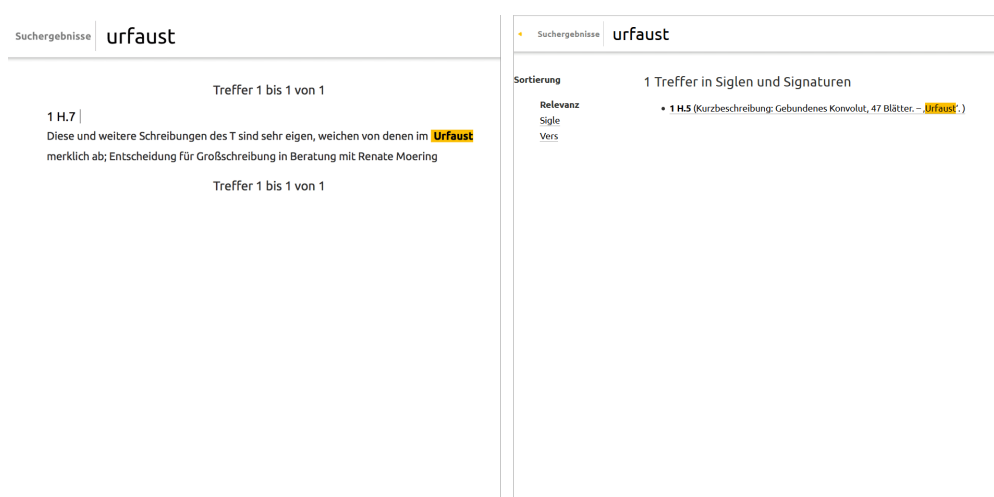 Suchergebnisse urfaust
Treffer 1 bis 1 von 1
1 H.7
Diese und weitere Schreibungen des T sind sehr eigen, weichen von denen im Urfaust
merklich ab; Entscheidung für Großschreibung in Beratung mit Renate Moering
Treffer 1 bis 1 von 1
Suchergebnisse urfaust
Sortierung
Relevanz
Sigle
Vers
1 Treffer in Siglen und Signaturen
• 1 H.5 (Kurzbeschreibung: Gebundenes Konvolut, 47 Blätter. – ‚Urfaust‘. )